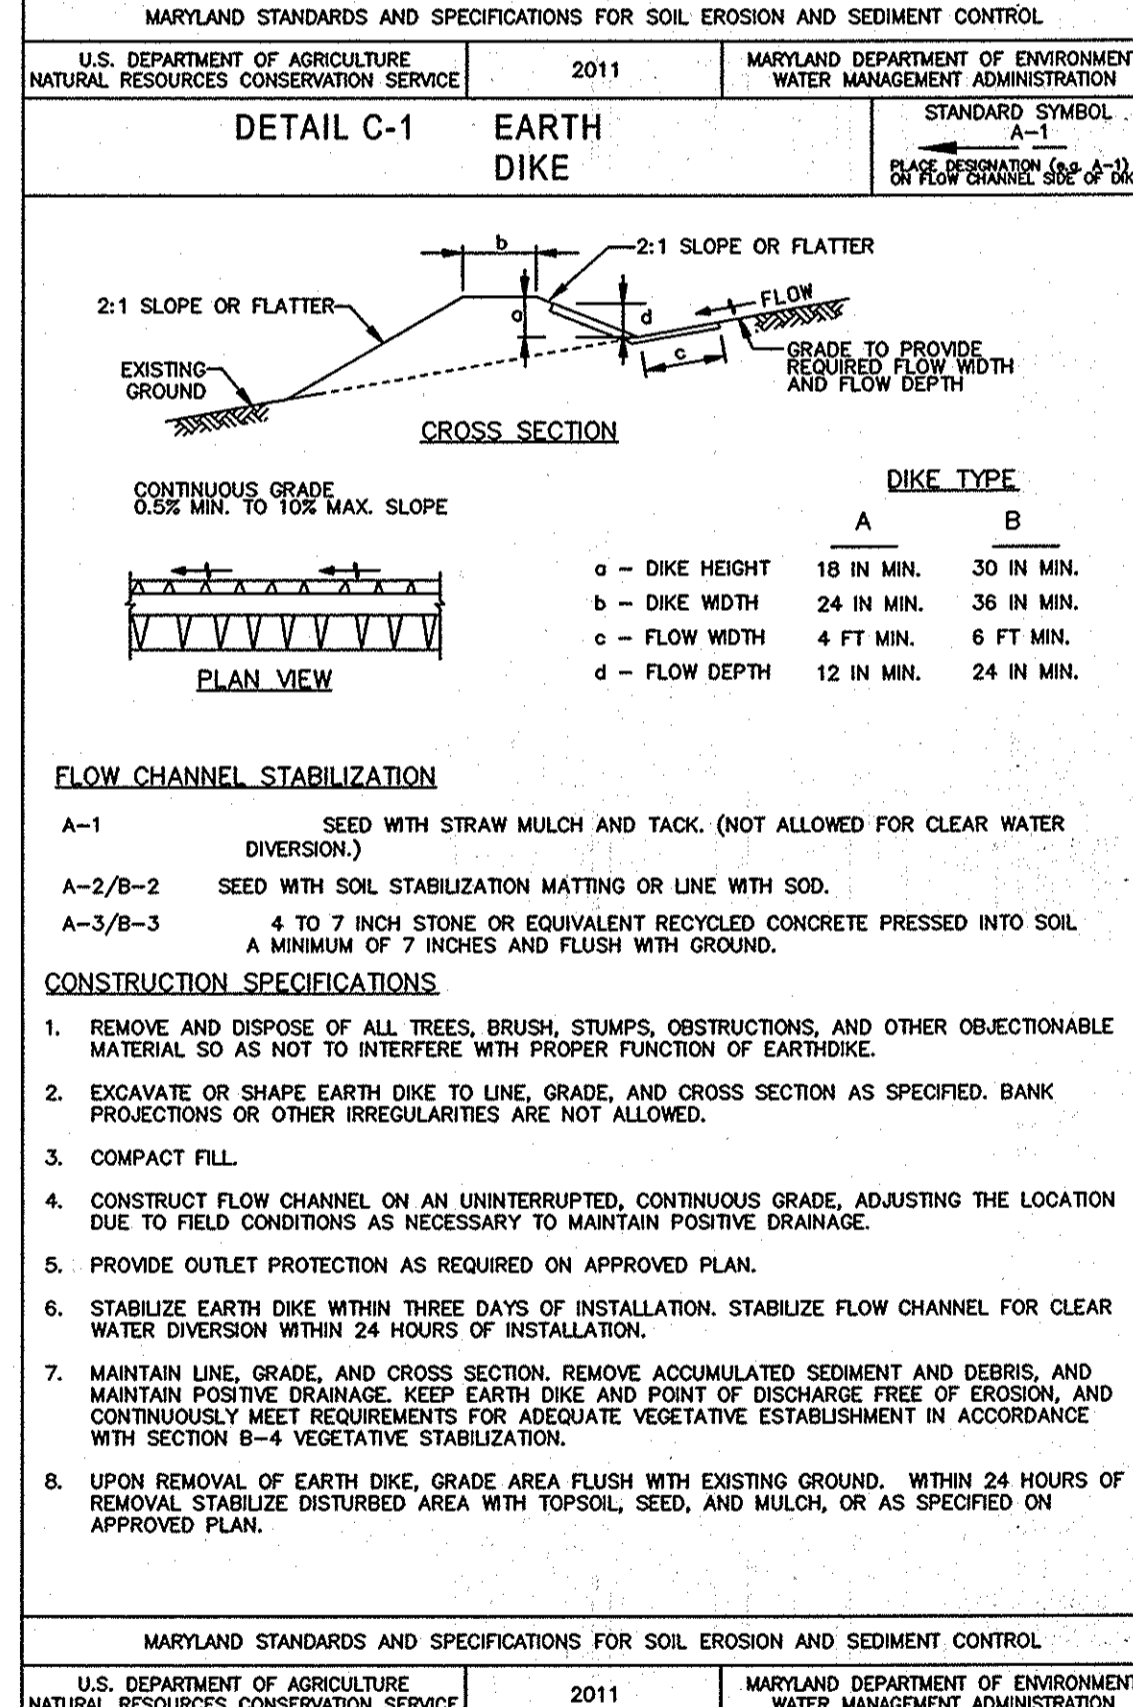 MARYLAND STANDARDS AND SPECIFICATIONS FOR SOIL EROSION AND SEDIMENT CONTROL
U.S. DEPARTMENT OF AGRICULTURE
NATURAL RESOURCES CONSERVATION SERVICE
2011
MARYLAND DEPARTMENT OF ENVIRONMENT
WATER MANAGEMENT ADMINISTRATION
DETAIL C-1 EARTH
DIKE
STANDARD SYMBOL
A-1
PLACE DESIGNATION (e.g. A-1)
ON FLOW CHANNEL SIDE OF DIK
b
2:1 SLOPE OR FLATTER
2:1 SLOPE OR FLATTER
a
d
FLOW
c
GRADE TO PROVIDE
REQUIRED FLOW WIDTH
AND FLOW DEPTH
EXISTING
GROUND
CROSS SECTION
CONTINUOUS GRADE
0.5% MIN. TO 10% MAX. SLOPE
PLAN VIEW
DIKE TYPE
A B
a - DIKE HEIGHT 18 IN MIN. 30 IN MIN.
b - DIKE WIDTH 24 IN MIN. 36 IN MIN.
c - FLOW WIDTH 4 FT MIN. 6 FT MIN.
d - FLOW DEPTH 12 IN MIN. 24 IN MIN.
FLOW CHANNEL STABILIZATION
A-1 SEED WITH STRAW MULCH AND TACK. (NOT ALLOWED FOR CLEAR WATER
DIVERSION.)
A-2/B-2 SEED WITH SOIL STABILIZATION MATTING OR LINE WITH SOD.
A-3/B-3 4 TO 7 INCH STONE OR EQUIVALENT RECYCLED CONCRETE PRESSED INTO SOIL
A MINIMUM OF 7 INCHES AND FLUSH WITH GROUND.
CONSTRUCTION SPECIFICATIONS
1. REMOVE AND DISPOSE OF ALL TREES, BRUSH, STUMPS, OBSTRUCTIONS, AND OTHER OBJECTIONABLE
MATERIAL SO AS NOT TO INTERFERE WITH PROPER FUNCTION OF EARTHDIKE.
2. EXCAVATE OR SHAPE EARTH DIKE TO LINE, GRADE, AND CROSS SECTION AS SPECIFIED. BANK
PROJECTIONS OR OTHER IRREGULARITIES ARE NOT ALLOWED.
3. COMPACT FILL.
4. CONSTRUCT FLOW CHANNEL ON AN UNINTERRUPTED, CONTINUOUS GRADE, ADJUSTING THE LOCATION
DUE TO FIELD CONDITIONS AS NECESSARY TO MAINTAIN POSITIVE DRAINAGE.
5. PROVIDE OUTLET PROTECTION AS REQUIRED ON APPROVED PLAN.
6. STABILIZE EARTH DIKE WITHIN THREE DAYS OF INSTALLATION. STABILIZE FLOW CHANNEL FOR CLEAR
WATER DIVERSION WITHIN 24 HOURS OF INSTALLATION.
7. MAINTAIN LINE, GRADE, AND CROSS SECTION. REMOVE ACCUMULATED SEDIMENT AND DEBRIS, AND
MAINTAIN POSITIVE DRAINAGE. KEEP EARTH DIKE AND POINT OF DISCHARGE FREE OF EROSION, AND
CONTINUOUSLY MEET REQUIREMENTS FOR ADEQUATE VEGETATIVE ESTABLISHMENT IN ACCORDANCE
WITH SECTION B-4 VEGETATIVE STABILIZATION.
8. UPON REMOVAL OF EARTH DIKE, GRADE AREA FLUSH WITH EXISTING GROUND. WITHIN 24 HOURS OF
REMOVAL STABILIZE DISTURBED AREA WITH TOPSOIL, SEED, AND MULCH, OR AS SPECIFIED ON
APPROVED PLAN.
MARYLAND STANDARDS AND SPECIFICATIONS FOR SOIL EROSION AND SEDIMENT CONTROL
U.S. DEPARTMENT OF AGRICULTURE
NATURAL RESOURCES CONSERVATION SERVICE
2011
MARYLAND DEPARTMENT OF ENVIRONMENT
WATER MANAGEMENT ADMINISTRATION